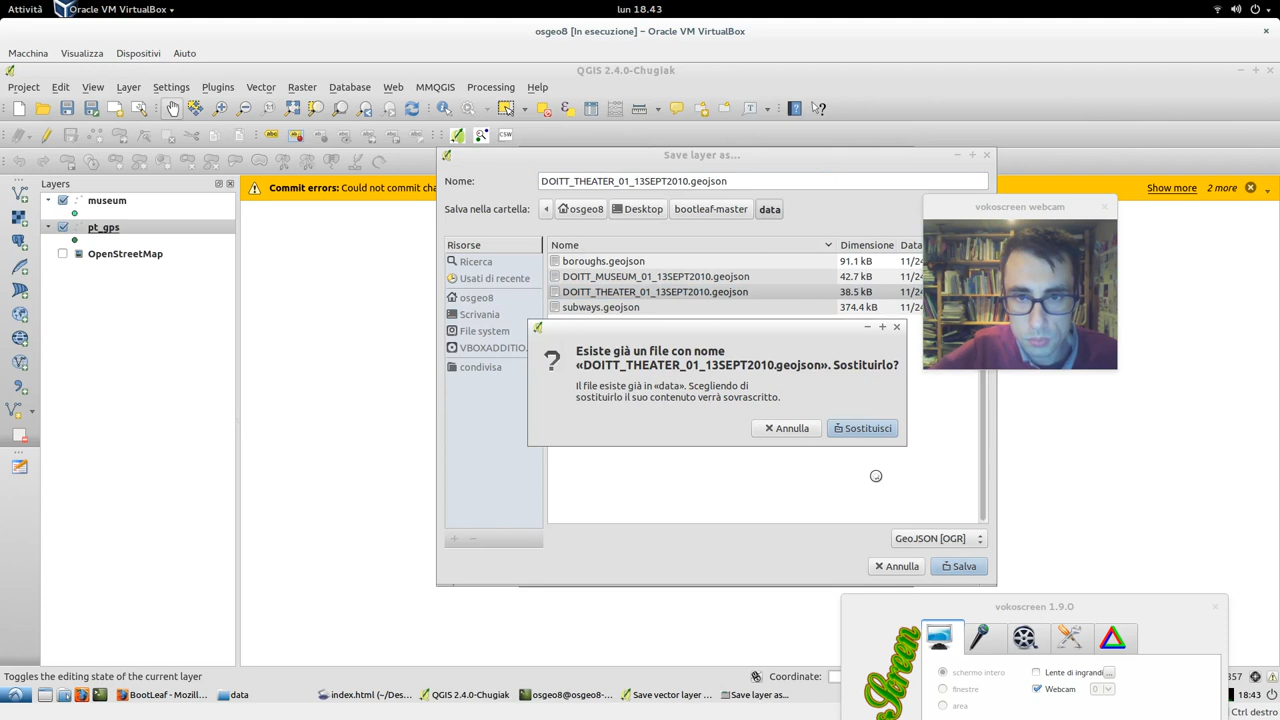 Attività
Oracle VM VirtualBox
lun 18.43
osgeo8 [In esecuzione] – Oracle VM VirtualBox
Macchina Visualizza Dispositivi Aiuto
QGIS 2.4.0-Chugiak
Project Edit View Layer Settings Plugins Vector Raster Database Web MMQGIS Processing Help
CSW
Save layer as...
Layers
Commit errors: Could not commit cha
Show more 2 more
Nome: DOITT_THEATER_01_13SEPT2010.geojson
museum
Salva nella cartella: osgeo8 Desktop bootleaf-master data
vokoscreen webcam
pt_gps
OpenStreetMap
Risorse
Nome Dimensione Data
Ricerca
boroughs.geojson 91.1 kB 11/24
Usati di recente
DOITT_MUSEUM_01_13SEPT2010.geojson 42.7 kB 11/24
osgeo8
DOITT_THEATER_01_13SEPT2010.geojson 38.5 kB 11/24
Scrivania
subways.geojson 374.4 kB 11/24
File system
VBOXADDITIO...
condivisa
Esiste già un file con nome
«DOITT_THEATER_01_13SEPT2010.geojson». Sostituirlo?
Il file esiste già in «data». Scegliendo di
sostituirlo il suo contenuto verrà sovrascritto.
Annulla Sostituisci
GeoJSON [OGR]
Annulla Salva
vokoscreen 1.9.0
schermo intero
Lente di ingrandi ...
finestre
Webcam 0
area
Toggles the editing state of the current layer
Coordinate:
357
BootLeaf - Mozill... data index.html (~/Des... QGIS 2.4.0-Chugiak osgeo8@osgeo8-... Save vector layer ... Save layer as... 18:43
Ctrl destro